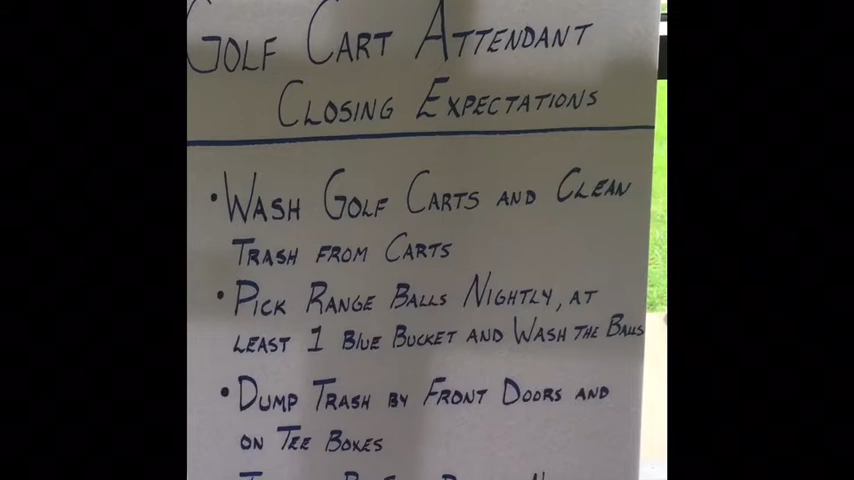 Golf Cart Attendant
Closing Expectations
• Wash Golf Carts and Clean
Trash from Carts
• Pick Range Balls Nightly, at
least 1 Blue Bucket and Wash the Balls
• Dump Trash by Front Doors and
on Tee Boxes